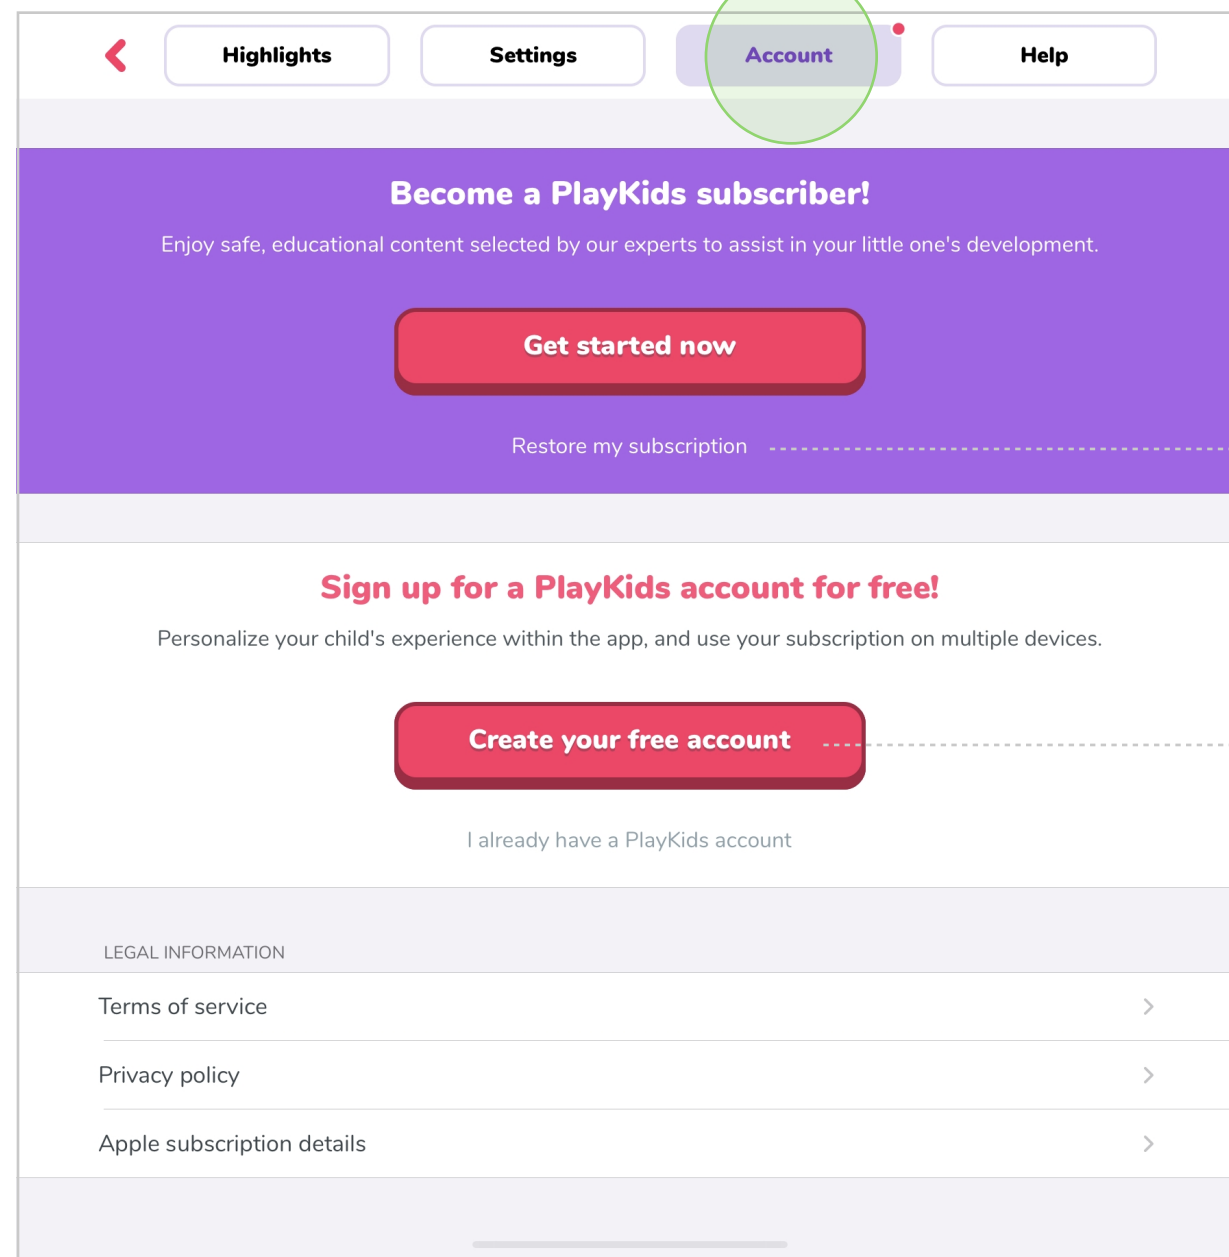 Highlights
Settings
Account
Help
Become a PlayKids subscriber!
Enjoy safe, educational content selected by our experts to assist in your little one's development.
Get started now
Restore my subscription
Sign up for a PlayKids account for free!
Personalize your child's experience within the app, and use your subscription on multiple devices.
Create your free account
I already have a PlayKids account
LEGAL INFORMATION
Terms of service
Privacy policy
Apple subscription details